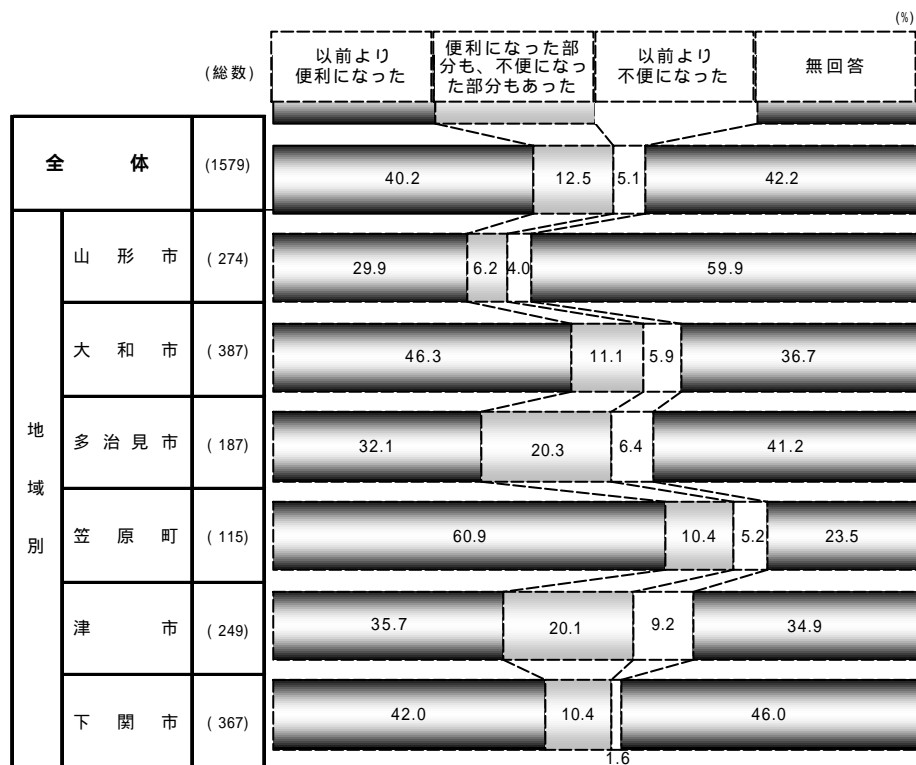 (%)
(総数)
以前より
便利になった
便利になった部
分も、不便になっ
た部分もあった
以前より
不便になった
無回答
全体 (1579) 40.2 12.5 5.1 42.2
地域別
山形市 ( 274) 29.9 6.2 4.0 59.9
大和市 ( 387) 46.3 11.1 5.9 36.7
多治見市 ( 187) 32.1 20.3 6.4 41.2
笠原町 ( 115) 60.9 10.4 5.2 23.5
津市 ( 249) 35.7 20.1 9.2 34.9
下関市 ( 367) 42.0 10.4 46.0
1.6